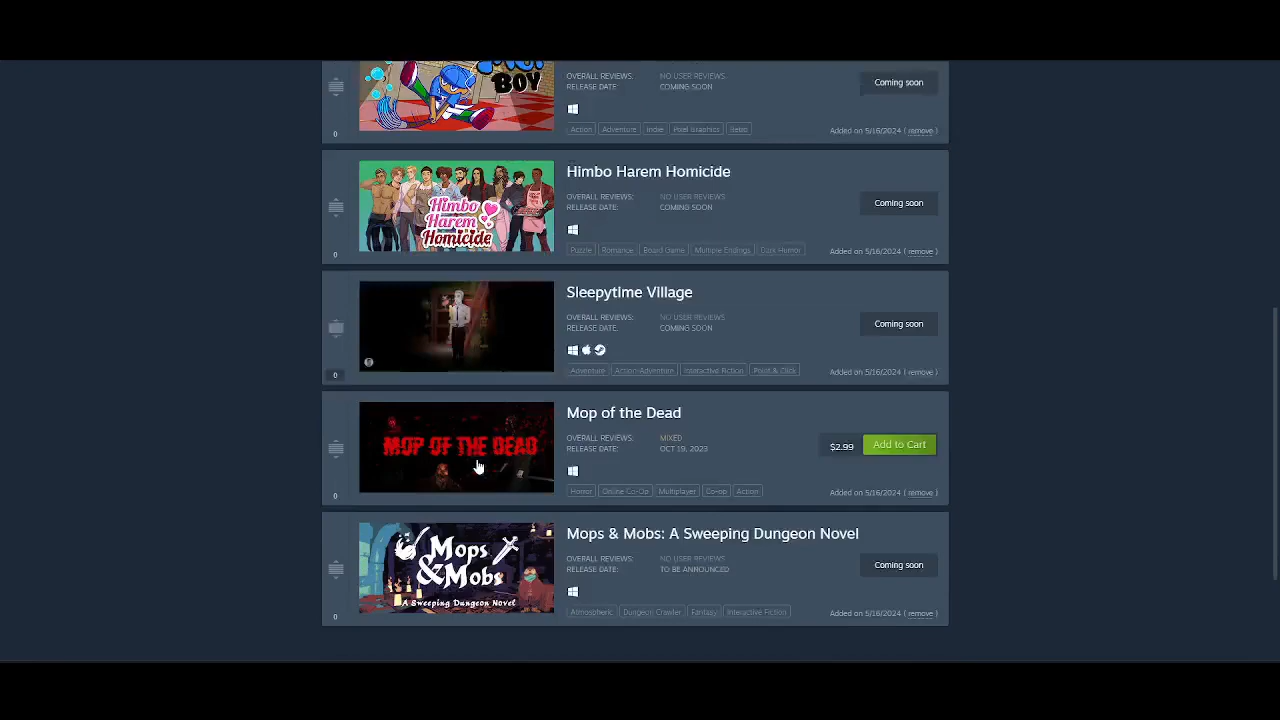 BOY
OVERALL REVIEWS: NO USER REVIEWS
RELEASE DATE: COMING SOON
Coming soon
Action Adventure Indie Pixel Graphics Retro
0
Added on 5/16/2024 ( remove )
Himbo Harem Homicide
Himbo
Harem
Homicide
OVERALL REVIEWS: NO USER REVIEWS
RELEASE DATE: COMING SOON
Coming soon
Puzzle Romance Board Game Multiple Endings Dark Humor
0
Added on 5/16/2024 ( remove )
Sleepytime Village
OVERALL REVIEWS: NO USER REVIEWS
RELEASE DATE: COMING SOON
Coming soon
Adventure Action-Adventure Interactive Fiction Point & Click
0
Added on 5/16/2024 ( remove )
Mop of the Dead
MOP OF THE DEAD
OVERALL REVIEWS: MIXED
RELEASE DATE: OCT 19, 2023
$2.99 Add to Cart
Horror Online Co-Op Multiplayer Co-op Action
0
Added on 5/16/2024 ( remove )
Mops & Mobs: A Sweeping Dungeon Novel
Mops
&Mobs
A Sweeping Dungeon Novel
OVERALL REVIEWS: NO USER REVIEWS
RELEASE DATE: TO BE ANNOUNCED
Coming soon
Atmospheric Dungeon Crawler Fantasy Interactive Fiction
0
Added on 5/16/2024 ( remove )